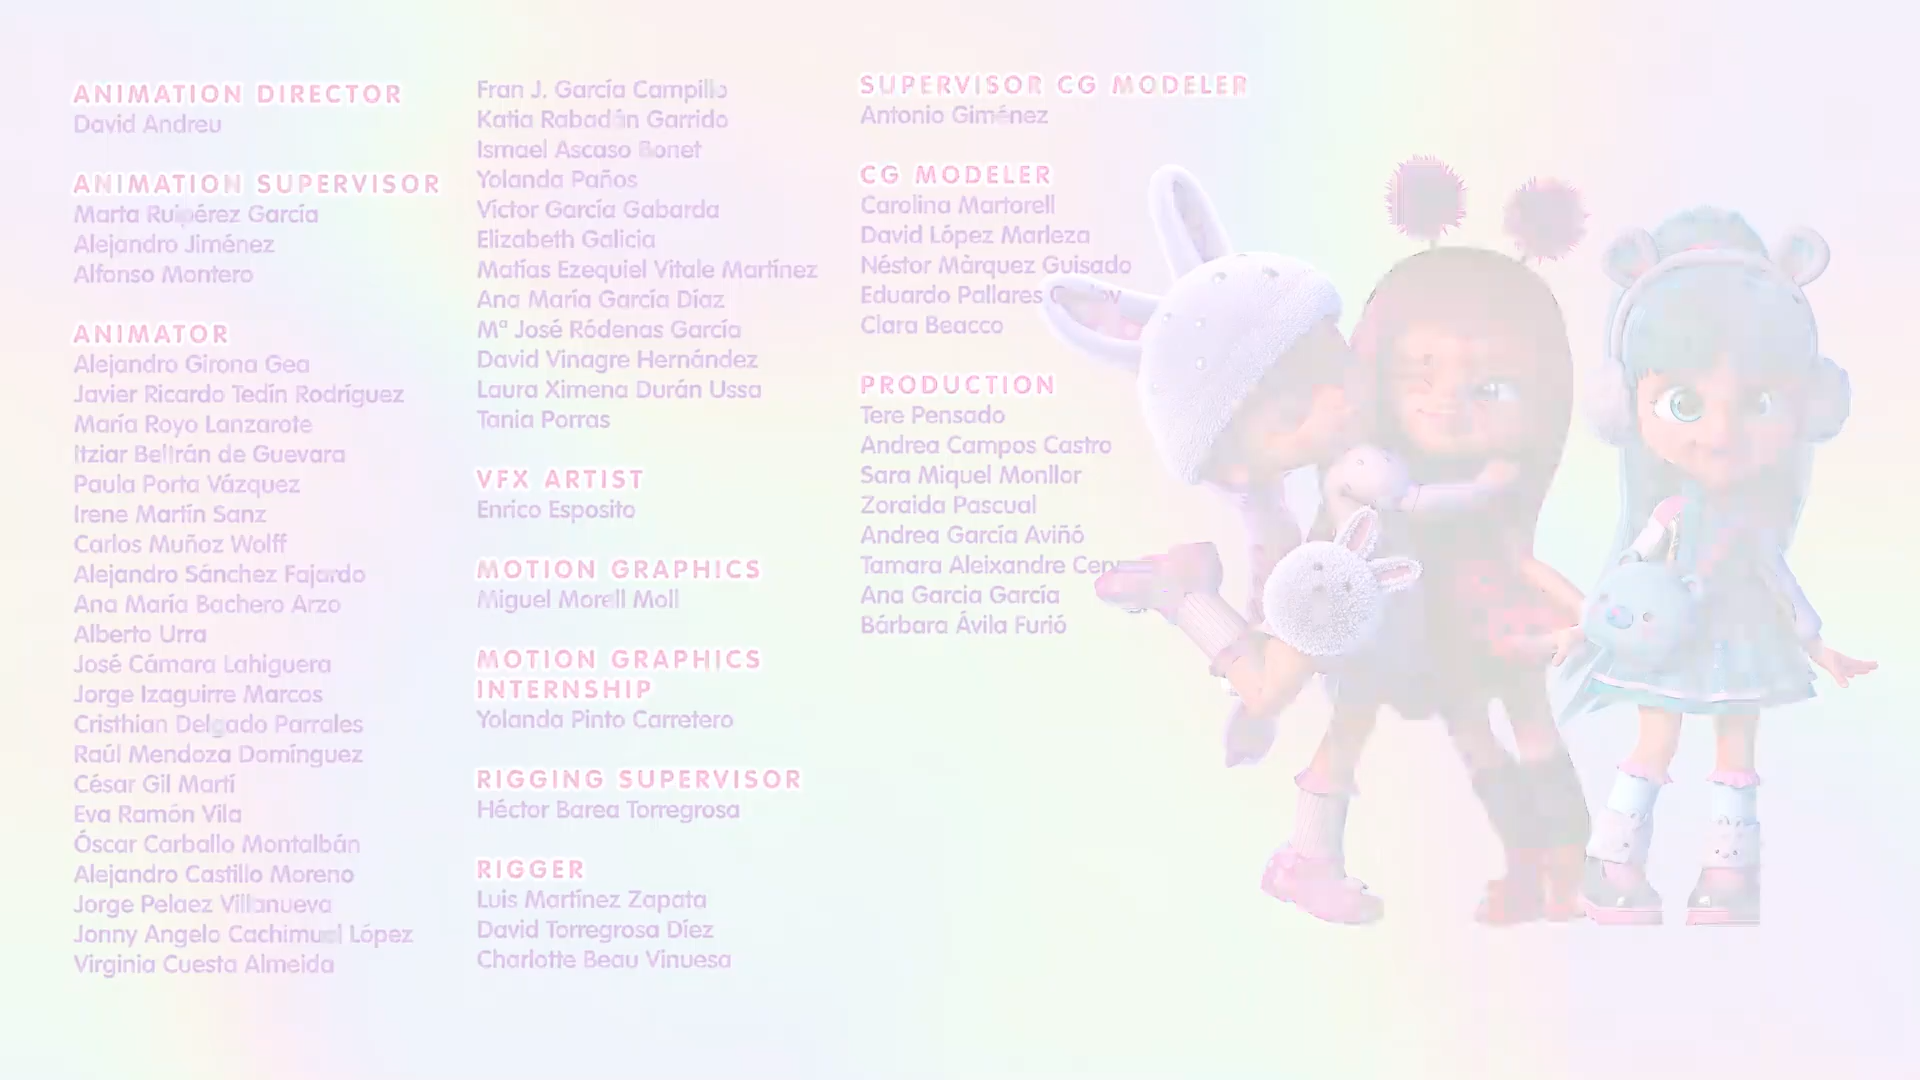 ANIMATION DIRECTOR
David Andreu
ANIMATION SUPERVISOR
Marta Ruipérez García
Alejandro Jiménez
Alfonso Montero
ANIMATOR
Alejandro Girona Gea
Javier Ricardo Tedín Rodríguez
María Royo Lanzarote
Itziar Beltrán de Guevara
Paula Porta Vázquez
Irene Martín Sanz
Carlos Muñoz Wolff
Alejandro Sánchez Fajardo
Ana María Bachero Arzo
Alberto Urra
José Cámara Lahiguera
Jorge Izaguirre Marcos
Cristhian Delgado Parrales
Raúl Mendoza Domínguez
César Gil Martí
Eva Ramón Vila
Óscar Carballo Montalbán
Alejandro Castillo Moreno
Jorge Pelaez Villanueva
Jonny Angelo Cachimuel López
Virginia Cuesta Almeida
Fran J. García Campillo
Katia Rabadán Garrido
Ismael Ascaso Bonet
Yolanda Paños
Víctor García Gabarda
Elizabeth Galicia
Matías Ezequiel Vitale Martínez
Ana María García Díaz
Mª José Ródenas García
David Vinagre Hernández
Laura Ximena Durán Ussa
Tania Porras
VFX ARTIST
Enrico Esposito
MOTION GRAPHICS
Miguel Morell Moll
MOTION GRAPHICS
INTERNSHIP
Yolanda Pinto Carretero
RIGGING SUPERVISOR
Héctor Barea Torregrosa
RIGGER
Luis Martínez Zapata
David Torregrosa Díez
Charlotte Beau Vinuesa
SUPERVISOR CG MODELER
Antonio Giménez
CG MODELER
Carolina Martorell
David López Marleza
Néstor Màrquez Guisado
Eduardo Pallares
Clara Beacco
PRODUCTION
Tere Pensado
Andrea Campos Castro
Sara Miquel Monllor
Zoraida Pascual
Andrea García Aviñó
Tamara Aleixandre
Ana Garcia García
Bárbara Ávila Furió